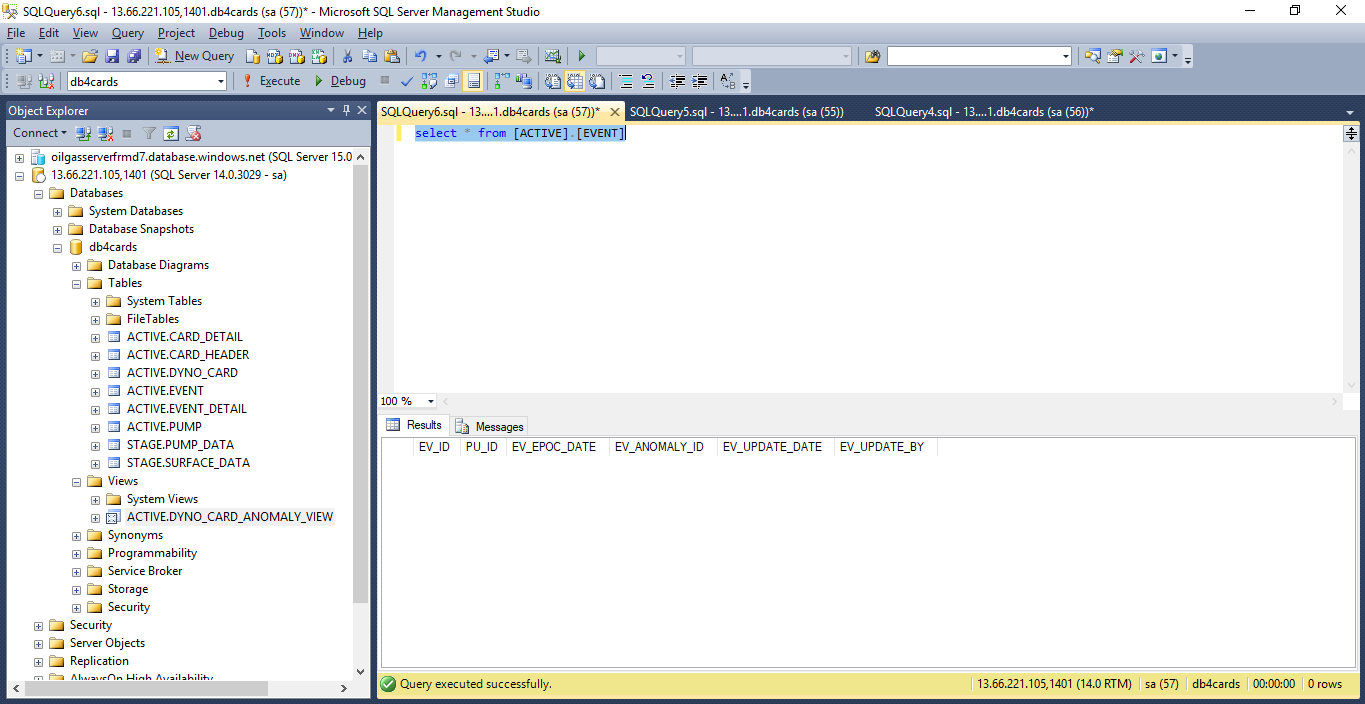 SQLQuery6.sql - 13.66.221.105,1401.db4cards (sa (57))* - Microsoft SQL Server Management Studio
File Edit View Query Project Debug Tools Window Help
New Query
db4cards Execute Debug
Object Explorer
Connect
oilgasserverfrmd7.database.windows.net (SQL Server 15.0
13.66.221.105,1401 (SQL Server 14.0.3029 - sa)
Databases
System Databases
Database Snapshots
db4cards
Database Diagrams
Tables
System Tables
FileTables
ACTIVE.CARD_DETAIL
ACTIVE.CARD_HEADER
ACTIVE.DYNO_CARD
ACTIVE.EVENT
ACTIVE.EVENT_DETAIL
ACTIVE.PUMP
STAGE.PUMP_DATA
STAGE.SURFACE_DATA
Views
System Views
ACTIVE.DYNO_CARD_ANOMALY_VIEW
Synonyms
Programmability
Service Broker
Storage
Security
Security
Server Objects
Replication
AlwaysOn High Availability
SQLQuery6.sql - 13....1.db4cards (sa (57))* SQLQuery5.sql - 13....1.db4cards (sa (55)) SQLQuery4.sql - 13....1.db4cards (sa (56))*
select * from [ACTIVE].[EVENT]
100 %
Results Messages
EV_ID PU_ID EV_EPOC_DATE EV_ANOMALY_ID EV_UPDATE_DATE EV_UPDATE_BY
Query executed successfully. 13.66.221.105,1401 (14.0 RTM) sa (57) db4cards 00:00:00 0 rows